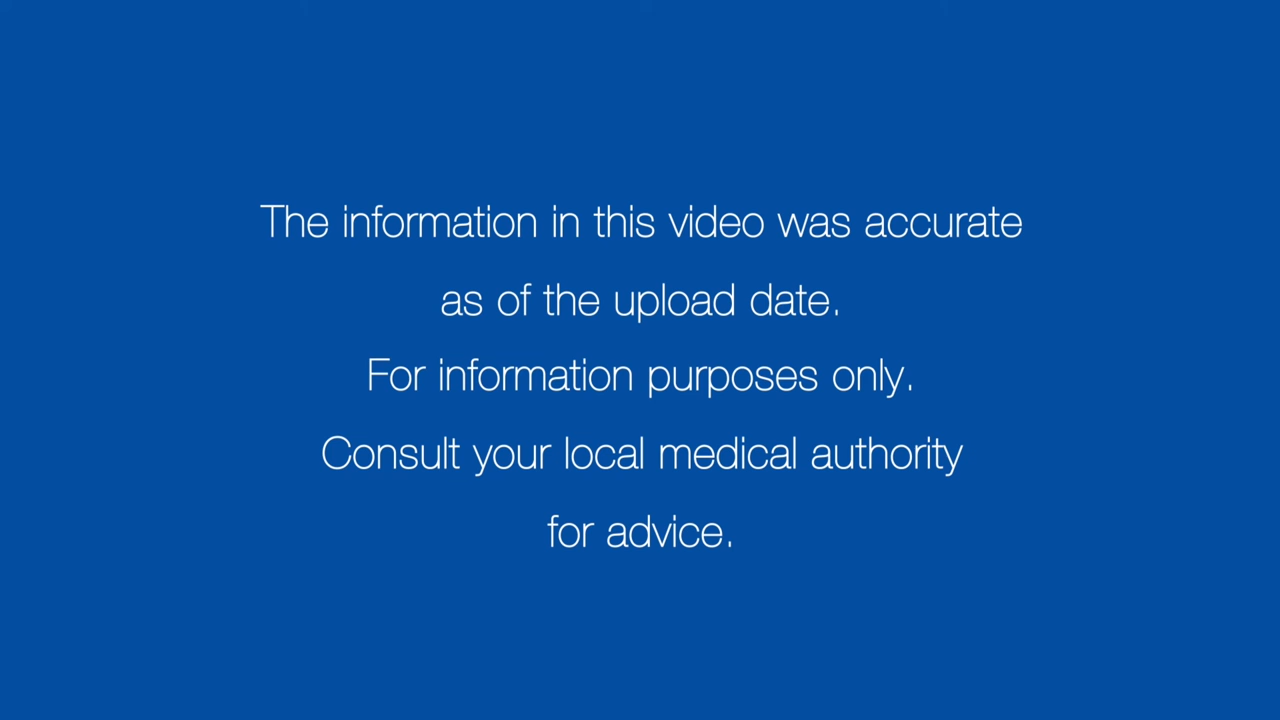 The information in this video was accurate
as of the upload date.
For information purposes only.
Consult your local medical authority
for advice.